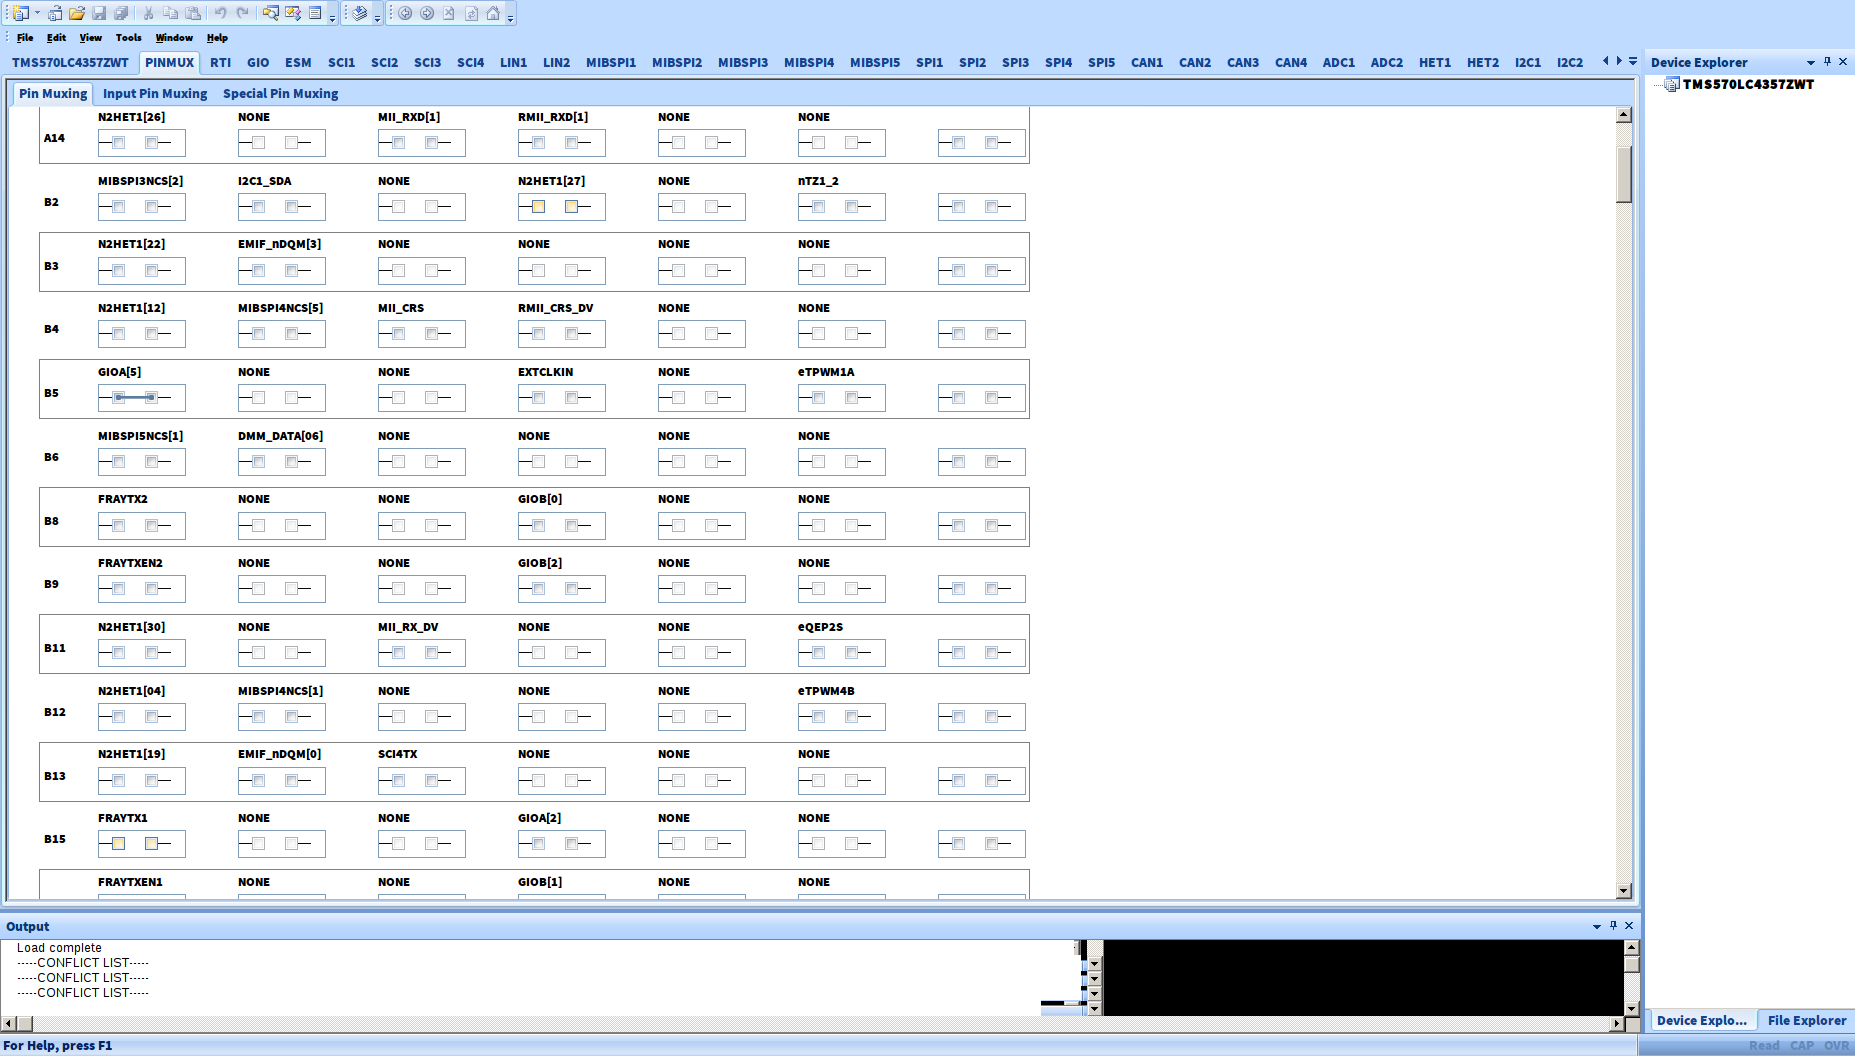 File Edit View Tools Window Help
TMS570LC4357ZWT PINMUX RTI GIO ESM SCI1 SCI2 SCI3 SCI4 LIN1 LIN2 MIBSPI1 MIBSPI2 MIBSPI3 MIBSPI4 MIBSPI5 SPI1 SPI2 SPI3 SPI4 SPI5 CAN1 CAN2 CAN3 CAN4 ADC1 ADC2 HET1 HET2 I2C1 I2C2
Pin Muxing Input Pin Muxing Special Pin Muxing
N2HET1[26] NONE MII_RXD[1] RMII_RXD[1] NONE NONE
A14
MIBSPI3NCS[2] I2C1_SDA NONE N2HET1[27] NONE nTZ1_2
B2
N2HET1[22] EMIF_nDQM[3] NONE NONE NONE NONE
B3
N2HET1[12] MIBSPI4NCS[5] MII_CRS RMII_CRS_DV NONE NONE
B4
GIOA[5] NONE NONE EXTCLKIN NONE eTPWM1A
B5
MIBSPI5NCS[1] DMM_DATA[06] NONE NONE NONE NONE
B6
FRAYTX2 NONE NONE GIOB[0] NONE NONE
B8
FRAYTXEN2 NONE NONE GIOB[2] NONE NONE
B9
N2HET1[30] NONE MII_RX_DV NONE NONE eQEP2S
B11
N2HET1[04] MIBSPI4NCS[1] NONE NONE NONE eTPWM4B
B12
N2HET1[19] EMIF_nDQM[0] SCI4TX NONE NONE NONE
B13
FRAYTX1 NONE NONE GIOA[2] NONE NONE
B15
FRAYTXEN1 NONE NONE GIOB[1] NONE NONE
Output
Load complete
-----CONFLICT LIST-----
-----CONFLICT LIST-----
-----CONFLICT LIST-----
Device Explorer
TMS570LC4357ZWT
Device Explo... File Explorer
For Help, press F1
Read CAP OVR